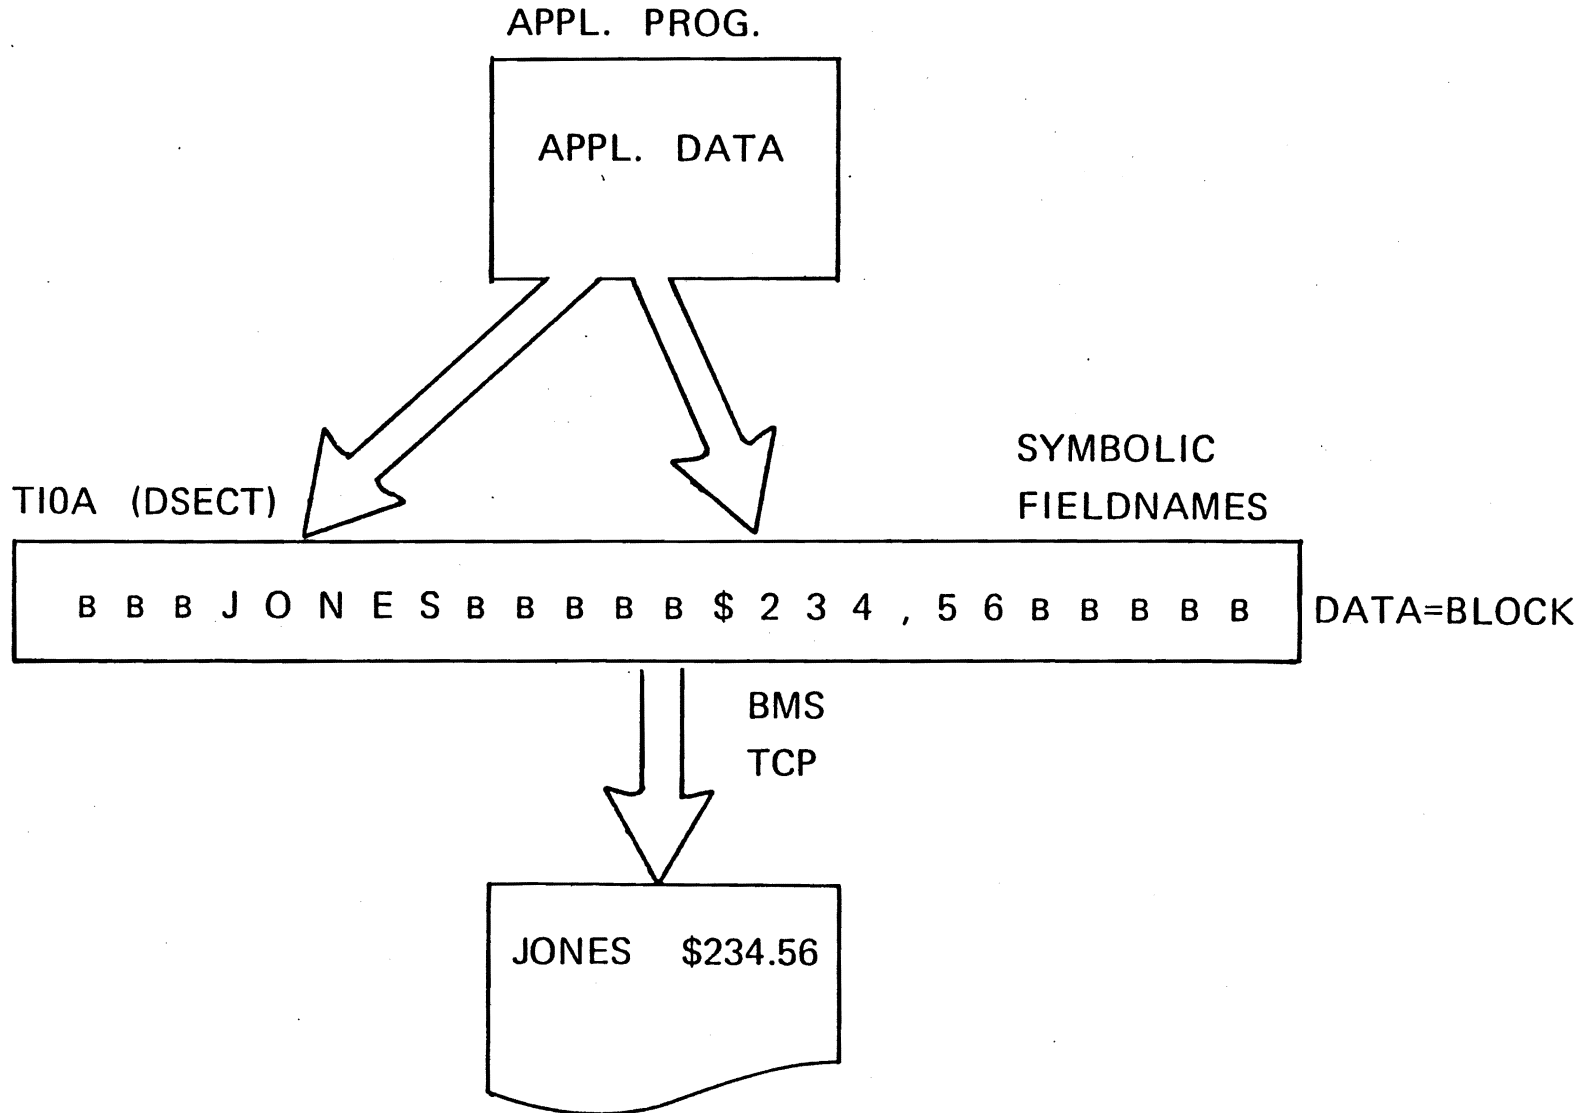 APPL. PROG.
APPL. DATA
SYMBOLIC
FIELDNAMES
TIOA (DSECT)
B B B J O N E S B B B B B $ 2 3 4 , 5 6 B B B B B
DATA=BLOCK
BMS
TCP
JONES $234.56